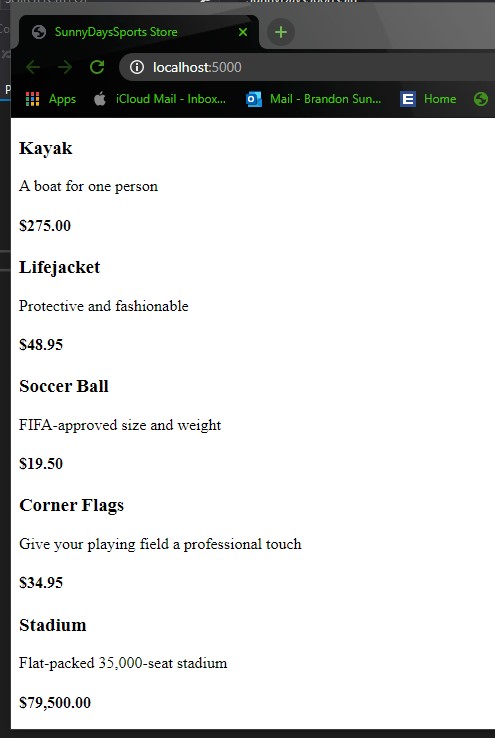 SunnyDaysSports Store
localhost:5000
Apps
iCloud Mail - Inbox...
Mail - Brandon Sun...
Home
Kayak
A boat for one person
$275.00
Lifejacket
Protective and fashionable
$48.95
Soccer Ball
FIFA-approved size and weight
$19.50
Corner Flags
Give your playing field a professional touch
$34.95
Stadium
Flat-packed 35,000-seat stadium
$79,500.00